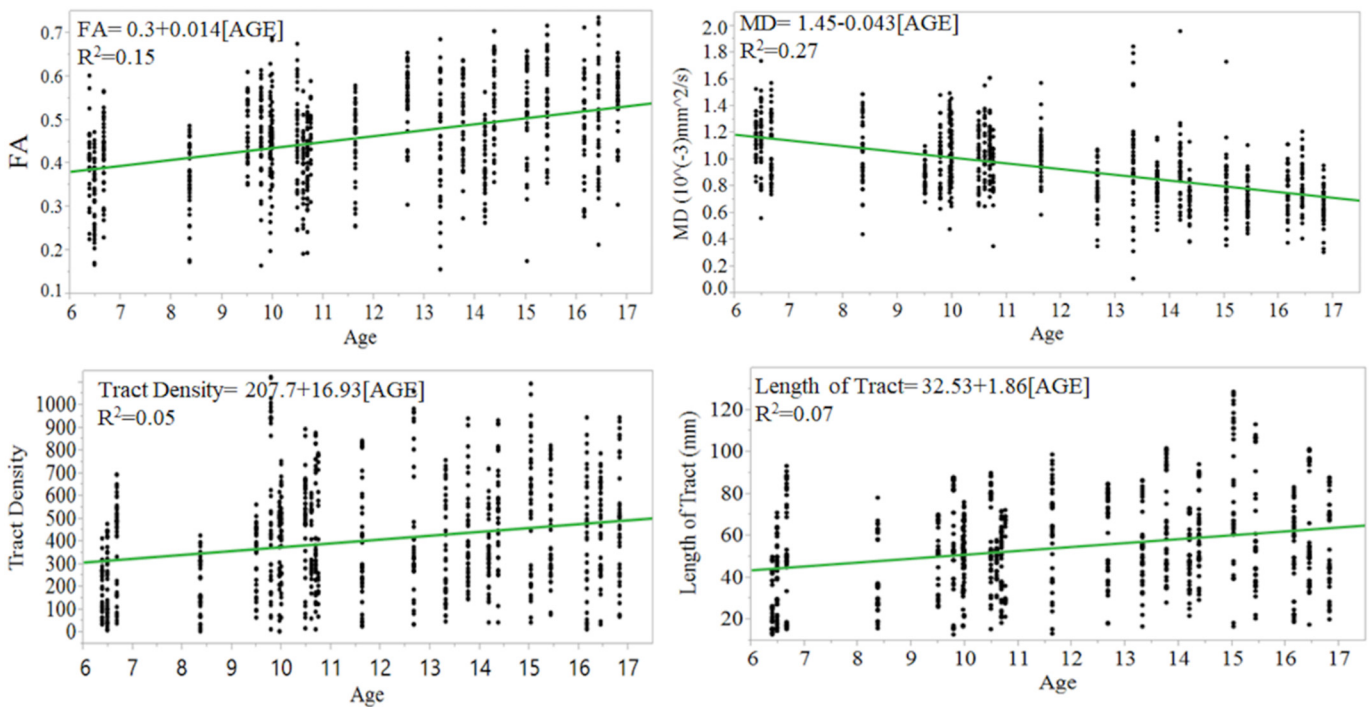 FA= 0.3+0.014[AGE]
R²=0.15
0.7
0.6
0.5
0.4
0.3
0.2
0.1
FA
6 7 8 9 10 11 12 13 14 15 16 17
Age
MD= 1.45-0.043[AGE]
R²=0.27
2.0
1.8
1.6
1.4
1.2
1.0
0.8
0.6
0.4
0.2
0.0
MD (10^(-3)mm^2/s)
6 7 8 9 10 11 12 13 14 15 16 17
Age
Tract Density= 207.7+16.93[AGE]
R²=0.05
1000
900
800
700
600
500
400
300
200
100
0
Tract Density
6 7 8 9 10 11 12 13 14 15 16 17
Age
Length of Tract=32.53+1.86[AGE]
R²=0.07
120
100
80
60
40
20
Length of Tract (mm)
6 7 8 9 10 11 12 13 14 15 16 17
Age